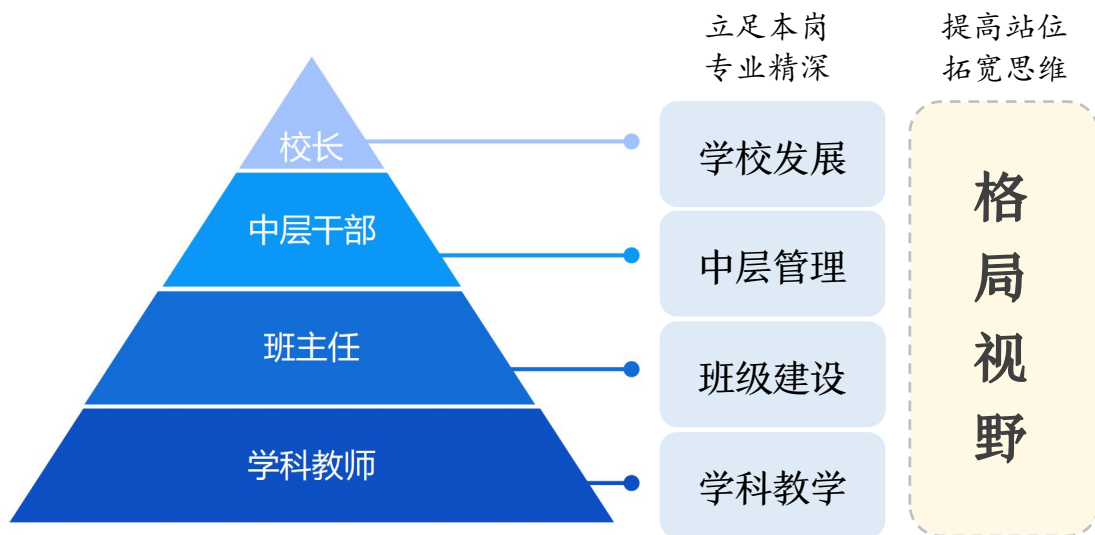 立足本岗
专业精深
提高站位
拓宽思维
校长
学校发展
中层干部
中层管理
班主任
班级建设
学科教师
学科教学
格
局
视
野